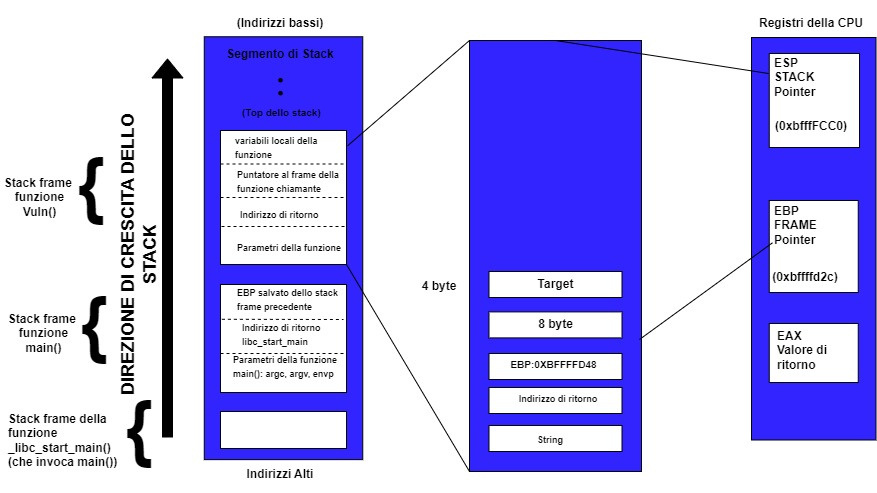 (Indirizzi bassi)
Registri della CPU
Segmento di Stack
(Top dello stack)
variabili locali della
funzione
Puntatore al frame della
funzione chiamante
Indirizzo di ritorno
Parametri della funzione
EBP salvato dello stack
frame precedente
Indirizzo di ritorno
libc_start_main
Parametri della funzione
main(): argc, argv, envp
Indirizzi Alti
Stack frame
funzione
Vuln()
Stack frame
funzione
main()
Stack frame della
funzione
_libc_start_main()
(che invoca main())
DIREZIONE DI CRESCITA DELLO
STACK
4 byte
Target
8 byte
EBP:0XBFFFFD48
Indirizzo di ritorno
String
ESP
STACK
Pointer
(0xbfffFCC0)
EBP
FRAME
Pointer
(0xbffffd2c)
EAX
Valore di
ritorno